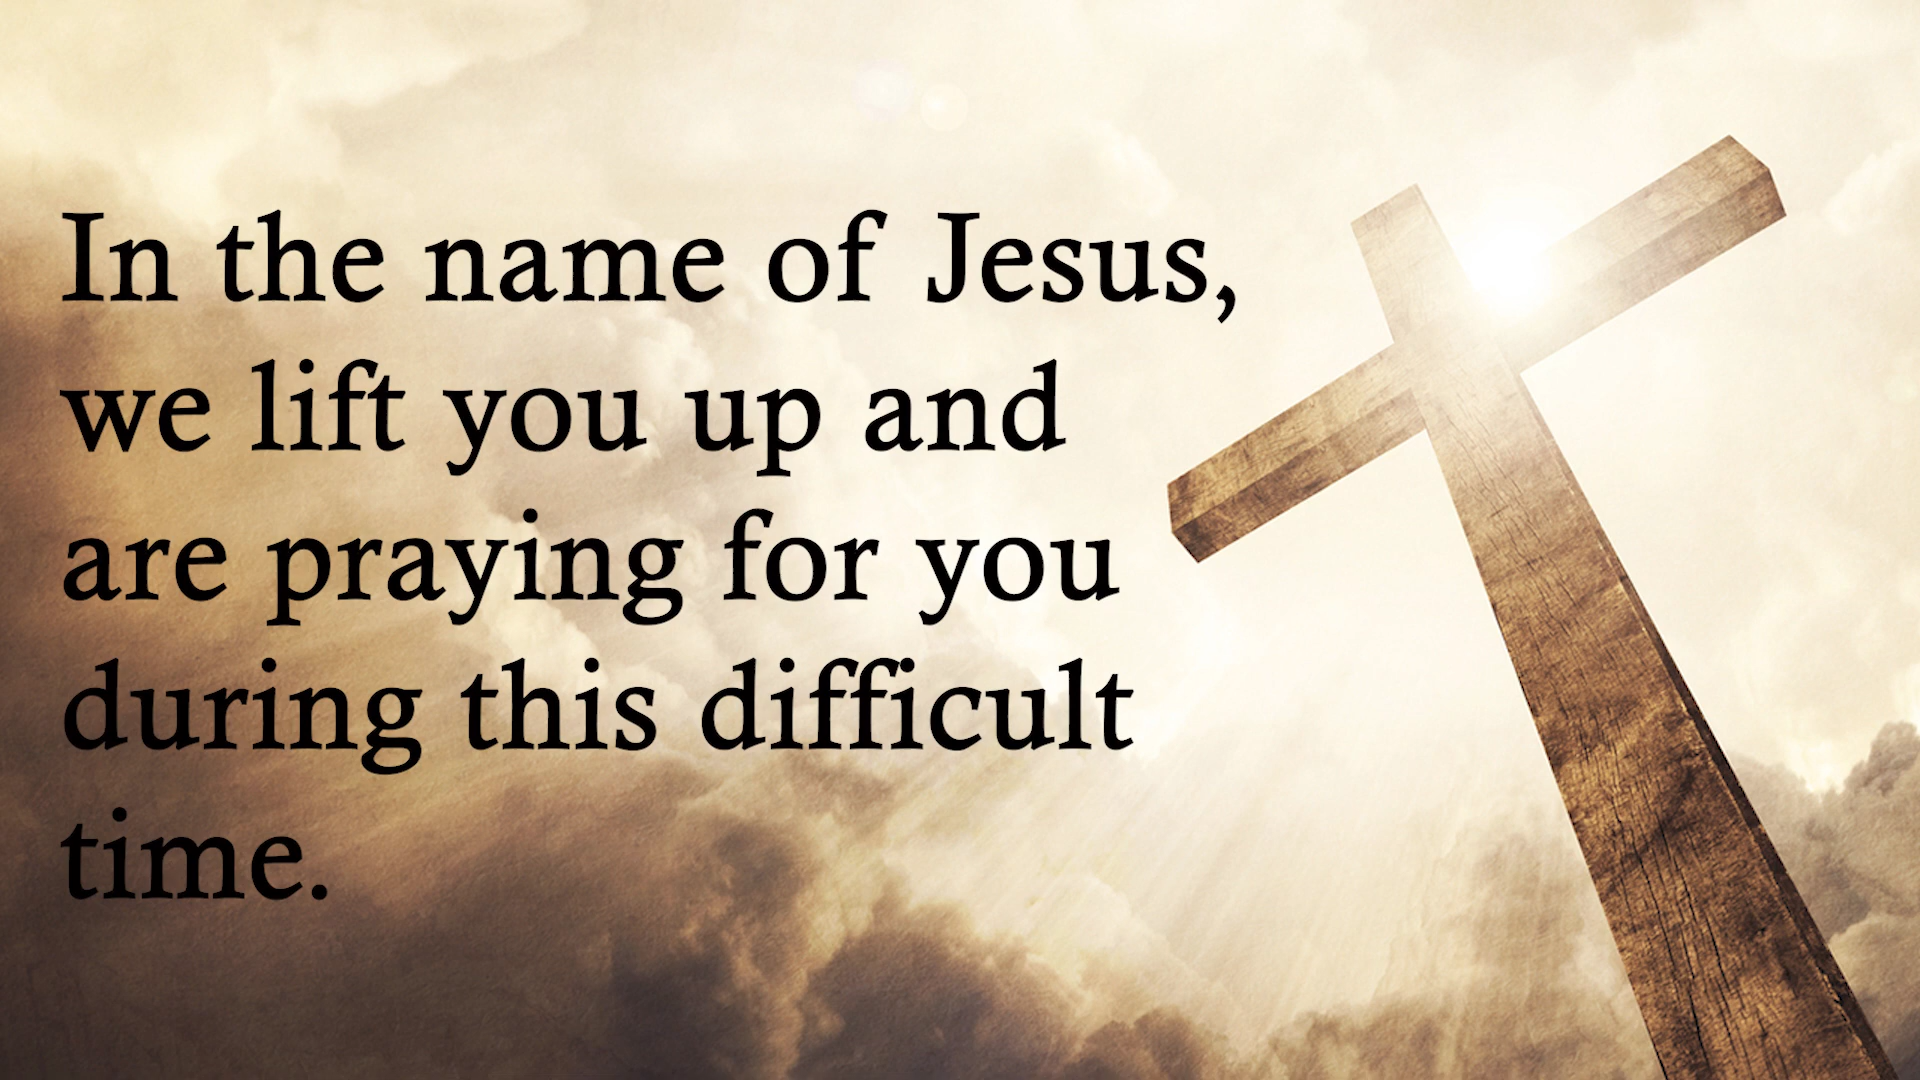 In the name of Jesus,
we lift you up and
are praying for you
during this difficult
time.